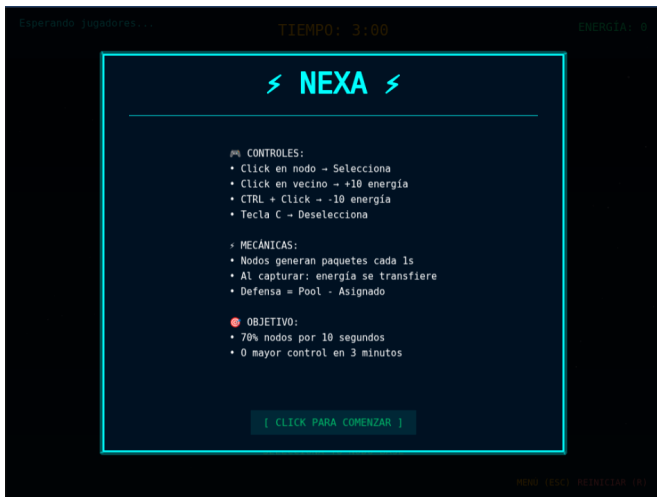 Esperando jugadores...
TIEMPO: 3:00
ENERGÍA: 0
⚡ NEXA ⚡
🎮 CONTROLES:
• Click en nodo → Selecciona
• Click en vecino → +10 energía
• CTRL + Click → -10 energía
• Tecla C → Deselecciona
⚡ MECÁNICAS:
• Nodos generan paquetes cada 1s
• Al capturar: energía se transfiere
• Defensa = Pool - Asignado
🎯 OBJETIVO:
• 70% nodos por 10 segundos
• O mayor control en 3 minutos
[ CLICK PARA COMENZAR ]
MENÚ (ESC) REINICIAR (R)